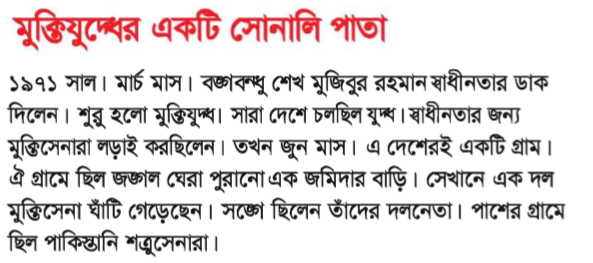 মুক্তিযুদ্ধের একটি সোনালি পাতা
১৯৭১ সাল। মার্চ মাস। বঙ্গবন্ধু শেখ মুজিবুর রহমান স্বাধীনতার ডাক
দিলেন। শুরু হলো মুক্তিযুদ্ধ। সারা দেশে চলছিল যুদ্ধ। স্বাধীনতার জন্য
মুক্তিসেনারা লড়াই করছিলেন। তখন জুন মাস। এ দেশেরই একটি গ্রাম।
ঐ গ্রামে ছিল জঙ্গল ঘেরা পুরানো এক জমিদার বাড়ি। সেখানে এক দল
মুক্তিসেনা ঘাঁটি গেড়েছেন। সঙ্গে ছিলেন তাঁদের দলনেতা। পাশের গ্রামে
ছিল পাকিস্তানি শত্রুসেনারা।